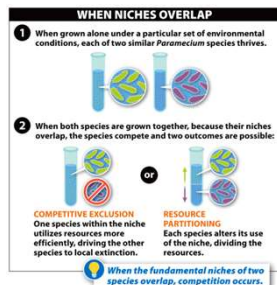 WHEN NICHES OVERLAP
1 When grown alone under a particular set of environmental
conditions, each of two similar Paramecium species thrives.
2 When both species are grown together, because their niches
overlap, the species compete and two outcomes are possible:
or
COMPETITIVE EXCLUSION
One species within the niche
utilizes resources more
efficiently, driving the other
species to local extinction.
RESOURCE
PARTITIONING
Each species alters its use
of the niche, dividing the
resources.
When the fundamental niches of two
species overlap, competition occurs.